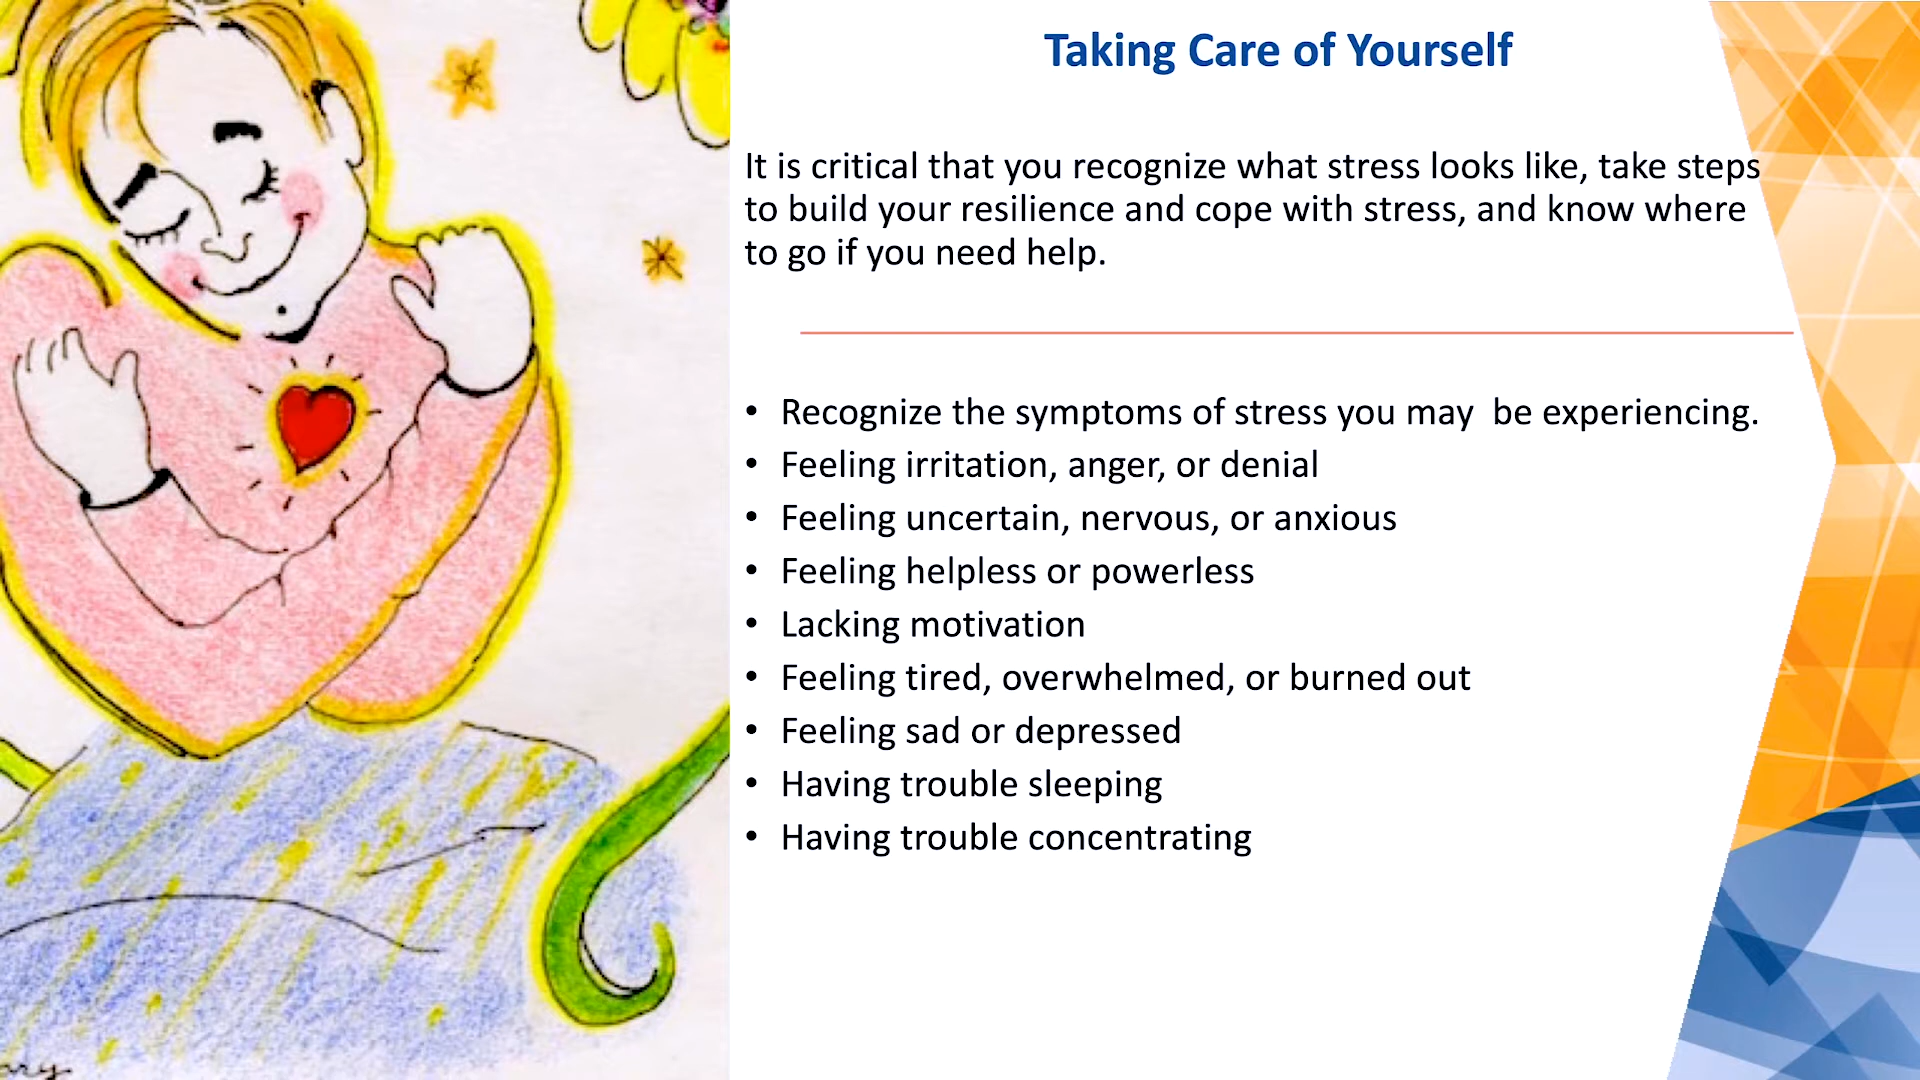 Taking Care of Yourself
It is critical that you recognize what stress looks like, take steps
to build your resilience and cope with stress, and know where
to go if you need help.
• Recognize the symptoms of stress you may  be experiencing.
• Feeling irritation, anger, or denial
• Feeling uncertain, nervous, or anxious
• Feeling helpless or powerless
• Lacking motivation
• Feeling tired, overwhelmed, or burned out
• Feeling sad or depressed
• Having trouble sleeping
• Having trouble concentrating